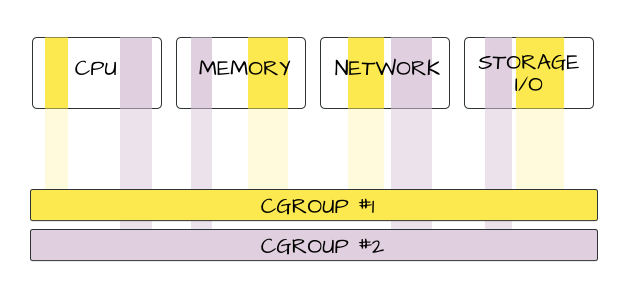 CPU
MEMORY
NETWORK
STORAGE
I/O
CGROUP #1
CGROUP #2